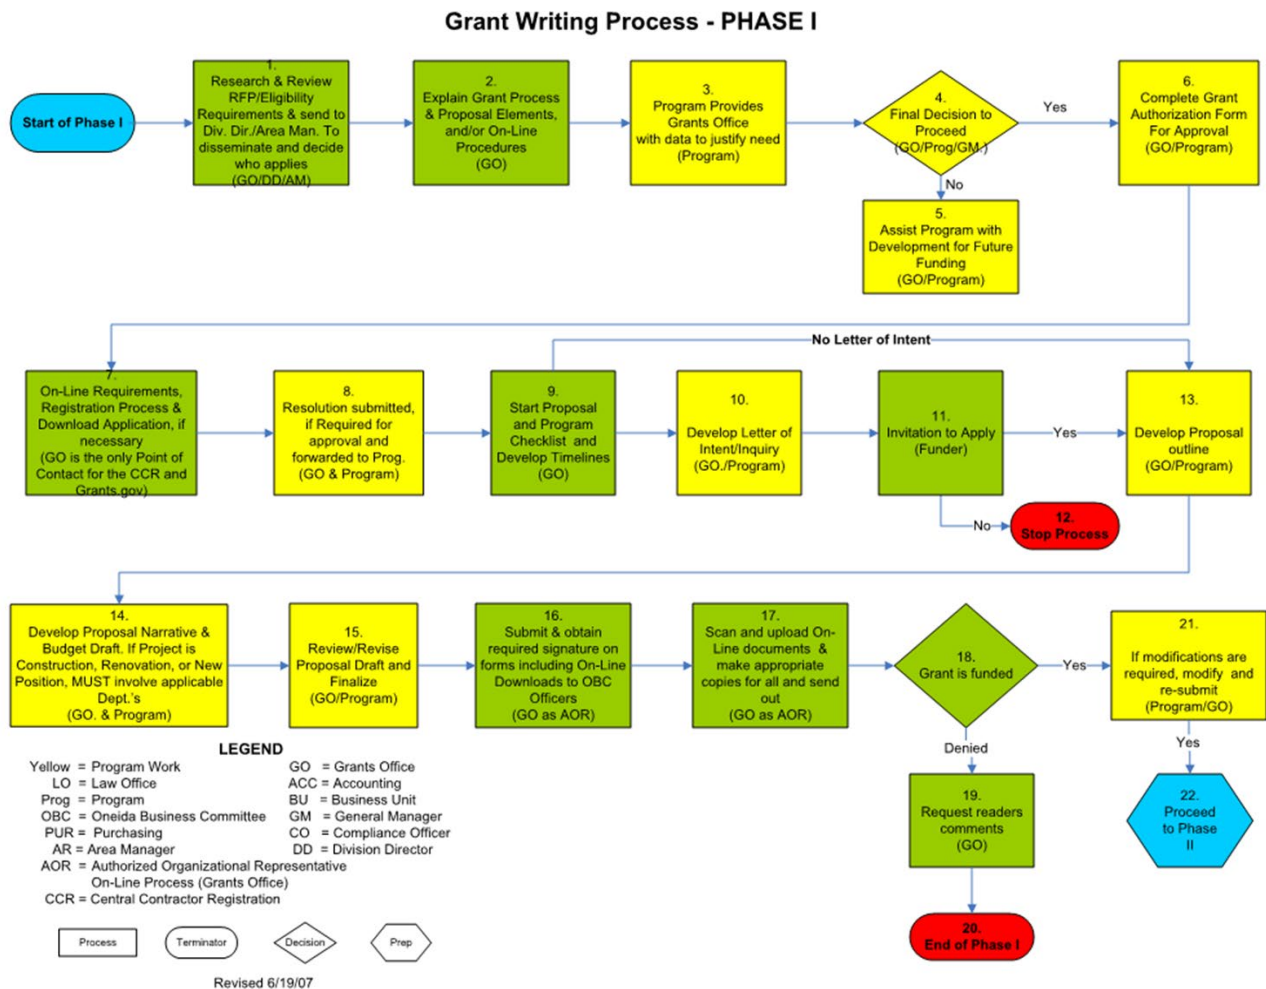 Grant Writing Process - PHASE I
Start of Phase I
1.
Research & Review
RFP/Eligibility
Requirements & send to
Div. Dir./Area Man. To
disseminate and decide
who applies
(GO/DD/AM)
2.
Explain Grant Process
& Proposal Elements,
and/or On-Line
Procedures
(GO)
3.
Program Provides
Grants Office
with data to justify need
(Program)
4.
Final Decision to
Proceed
(GO/Prog/GM.)
Yes
6.
Complete Grant
Authorization Form
For Approval
(GO/Program)
No
5.
Assist Program with
Development for Future
Funding
(GO/Program)
No Letter of Intent
7.
On-Line Requirements,
Registration Process &
Download Application, if
necessary
(GO is the only Point of
Contact for the CCR and
Grants.gov)
8.
Resolution submitted,
if Required for
approval and
forwarded to Prog.
(GO & Program)
9.
Start Proposal
and Program
Checklist and
Develop Timelines
(GO)
10.
Develop Letter of
Intent/Inquiry
(GO./Program)
11.
Invitation to Apply
(Funder)
Yes
13.
Develop Proposal
outline
(GO/Program)
No
12.
Stop Process
14.
Develop Proposal Narrative &
Budget Draft. If Project is
Construction, Renovation, or New
Position, MUST involve applicable
Dept.'s
(GO. & Program)
15.
Review/Revise
Proposal Draft and
Finalize
(GO/Program)
16.
Submit & obtain
required signature on
forms including On-Line
Downloads to OBC
Officers
(GO as AOR)
17.
Scan and upload On-
Line documents &
make appropriate
copies for all and send
out
(GO as AOR)
18.
Grant is funded
Yes
21.
If modifications are
required, modify and
re-submit
(Program/GO)
Denied
Yes
19.
Request readers
comments
(GO)
22.
Proceed
to Phase
II
20.
End of Phase I
LEGEND
Yellow = Program Work
LO = Law Office
Prog = Program
OBC = Oneida Business Committee
PUR = Purchasing
AR = Area Manager
AOR = Authorized Organizational Representative
On-Line Process (Grants Office)
CCR = Central Contractor Registration
GO = Grants Office
ACC = Accounting
BU = Business Unit
GM = General Manager
CO = Compliance Officer
DD = Division Director
Process
Terminator
Decision
Prep
Revised 6/19/07